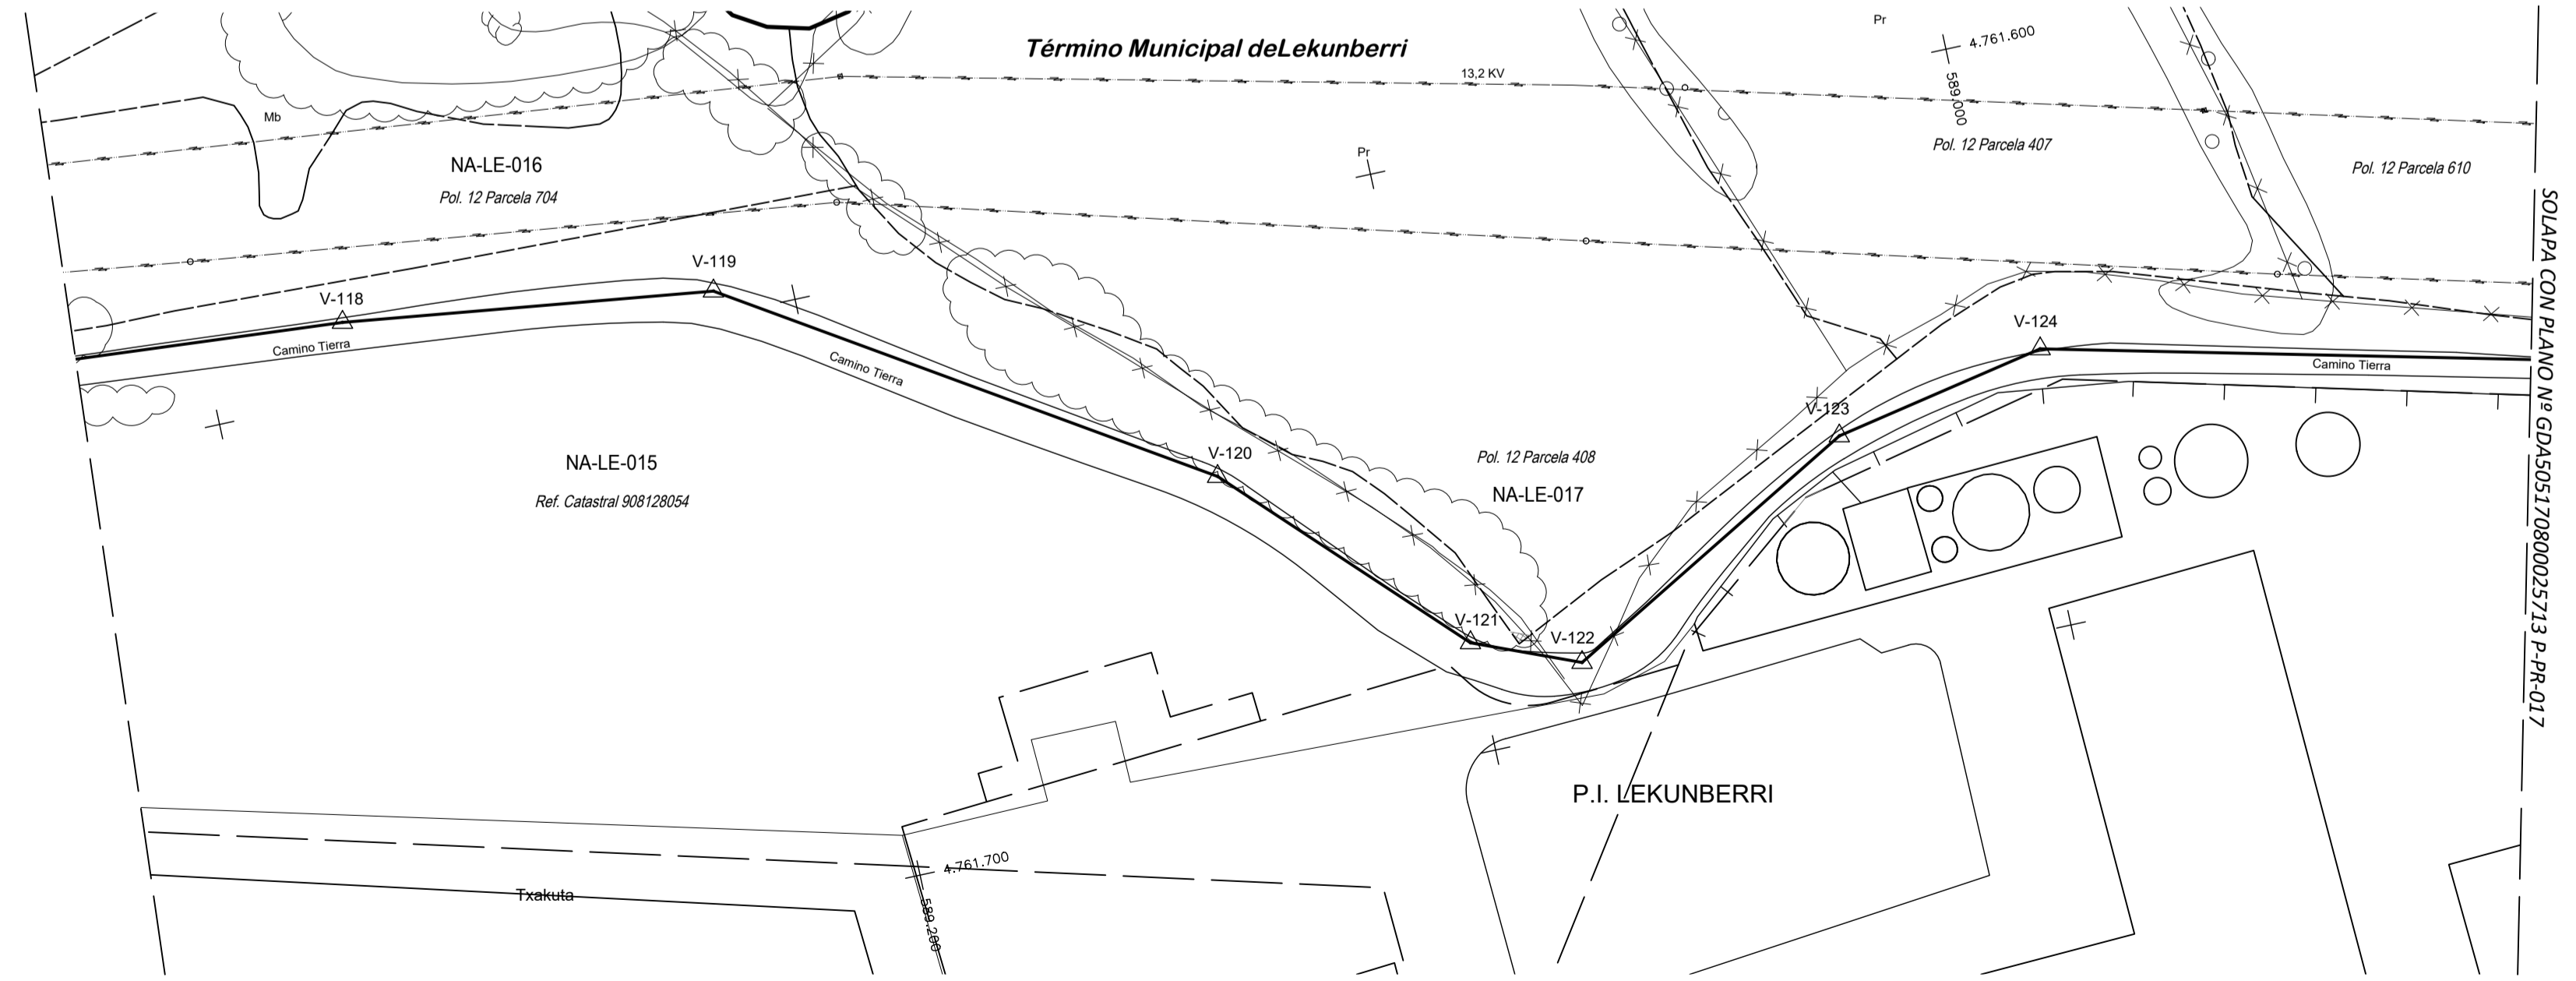 Pr
4.761.600
Término Municipal deLekunberri
13,2 KV
589.000
Mb
Pol. 12 Parcela 407
Pr
NA-LE-016
Pol. 12 Parcela 610
Pol. 12 Parcela 704
SOLAPA CON PLANO Nº GDA505170800025713 P-PR-017
V-119
V-118
V-124
Camino Tierra
Camino Tierra
Camino Tierra
V-123
V-120
Pol. 12 Parcela 408
NA-LE-015
NA-LE-017
Ref. Catastral 908128054
V-121
V-122
P.I. LEKUNBERRI
4.761.700
Txakuta
589.200